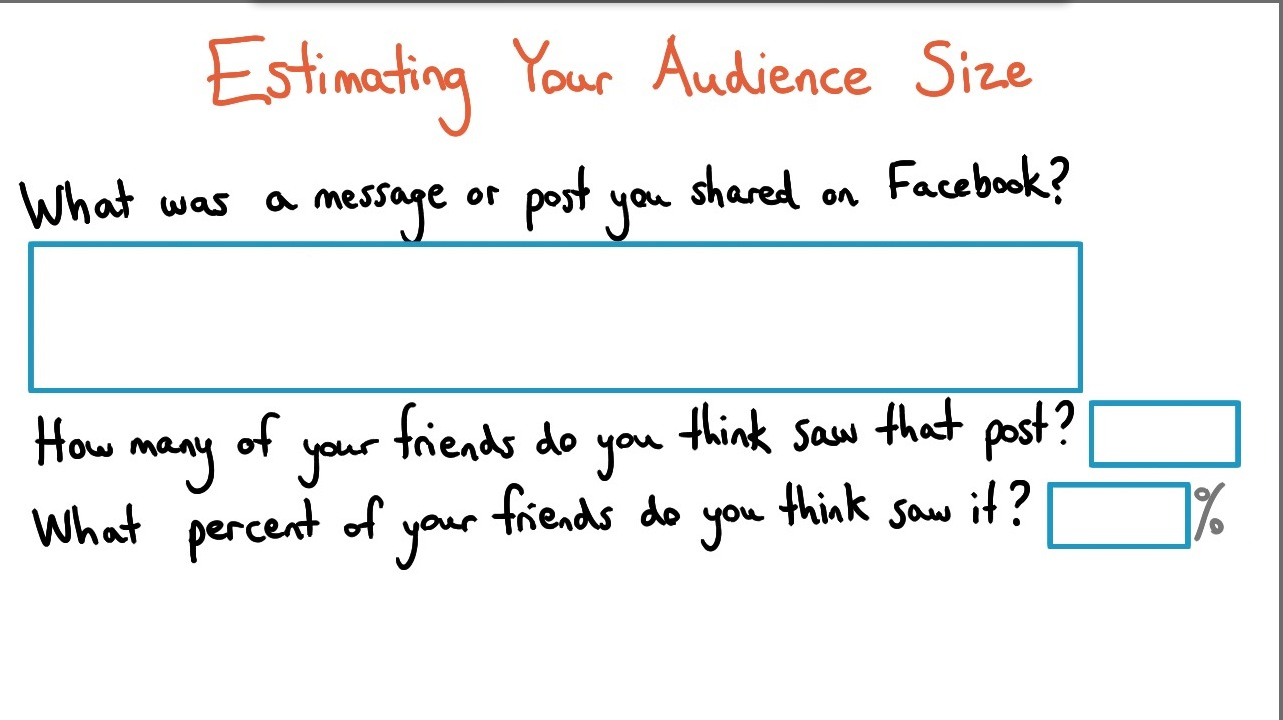 Estimating Your Audience Size
What was a message or post you shared on Facebook?
How many of your friends do you think saw that post?
What percent of your friends do you think saw it? %